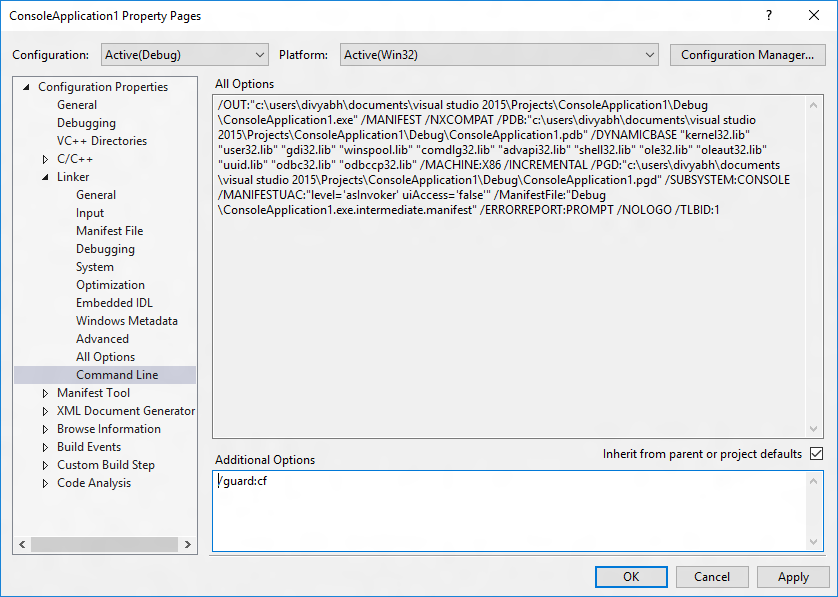 ConsoleApplication1 Property Pages
?
Configuration: Active(Debug) Platform: Active(Win32) Configuration Manager...
Configuration Properties
General
Debugging
VC++ Directories
C/C++
Linker
General
Input
Manifest File
Debugging
System
Optimization
Embedded IDL
Windows Metadata
Advanced
All Options
Command Line
Manifest Tool
XML Document Generator
Browse Information
Build Events
Custom Build Step
Code Analysis
All Options
/OUT:"c:\users\divyabh\documents\visual studio 2015\Projects\ConsoleApplication1\Debug
\ConsoleApplication1.exe" /MANIFEST /NXCOMPAT /PDB:"c:\users\divyabh\documents\visual studio
2015\Projects\ConsoleApplication1\Debug\ConsoleApplication1.pdb" /DYNAMICBASE "kernel32.lib"
"user32.lib" "gdi32.lib" "winspool.lib" "comdlg32.lib" "advapi32.lib" "shell32.lib" "ole32.lib" "oleaut32.lib"
"uuid.lib" "odbc32.lib" "odbccp32.lib" /MACHINE:X86 /INCREMENTAL /PGD:"c:\users\divyabh\documents
\visual studio 2015\Projects\ConsoleApplication1\Debug\ConsoleApplication1.pgd" /SUBSYSTEM:CONSOLE
/MANIFESTUAC:"level='asInvoker' uiAccess='false'" /ManifestFile:"Debug
\ConsoleApplication1.exe.intermediate.manifest" /ERRORREPORT:PROMPT /NOLOGO /TLBID:1
Inherit from parent or project defaults
Additional Options
/guard:cf
OK Cancel Apply